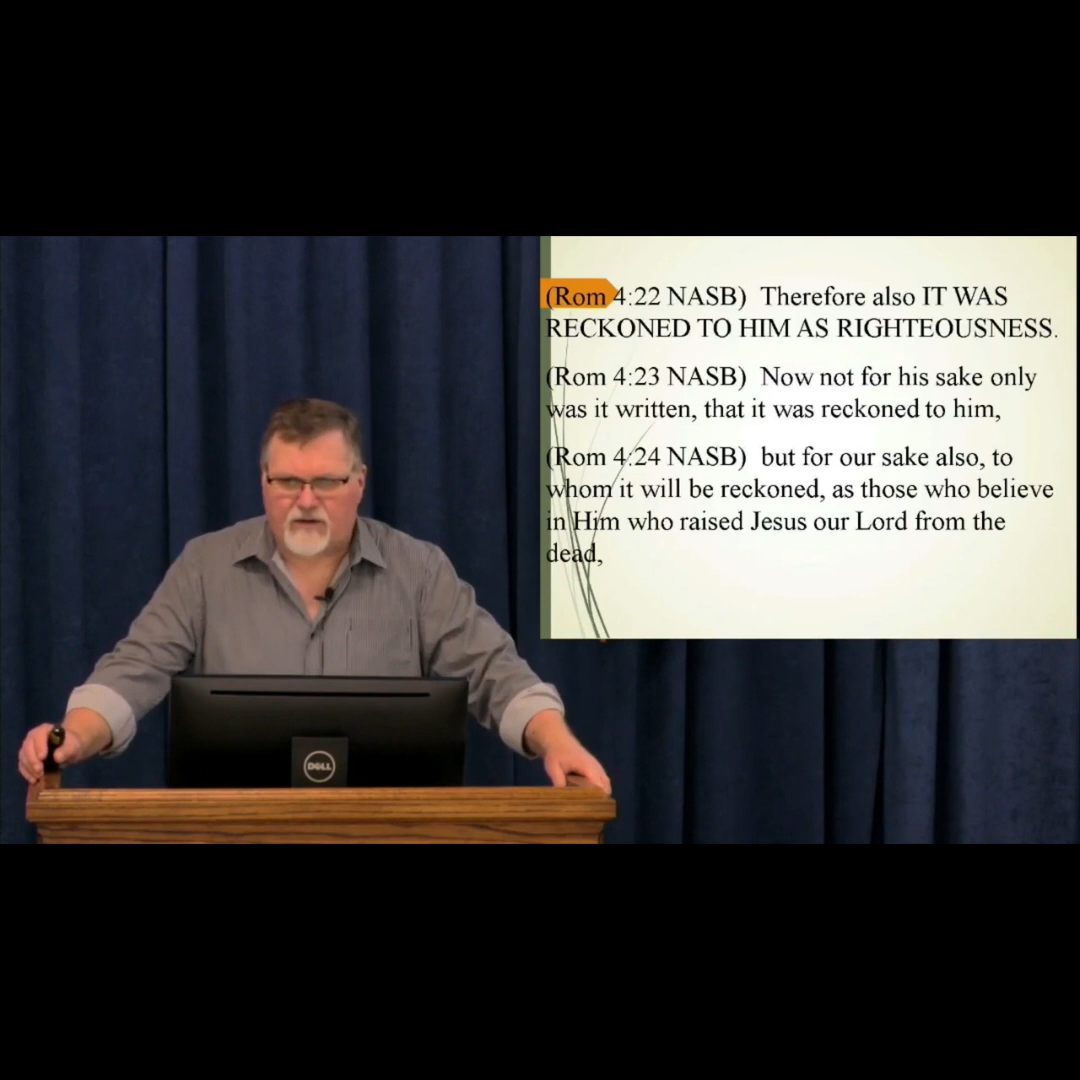 (Rom 4:22 NASB) Therefore also IT WAS
RECKONED TO HIM AS RIGHTEOUSNESS.
(Rom 4:23 NASB) Now not for his sake only
was it written, that it was reckoned to him,
(Rom 4:24 NASB) but for our sake also, to
whom it will be reckoned, as those who believe
in Him who raised Jesus our Lord from the
dead,
DELL